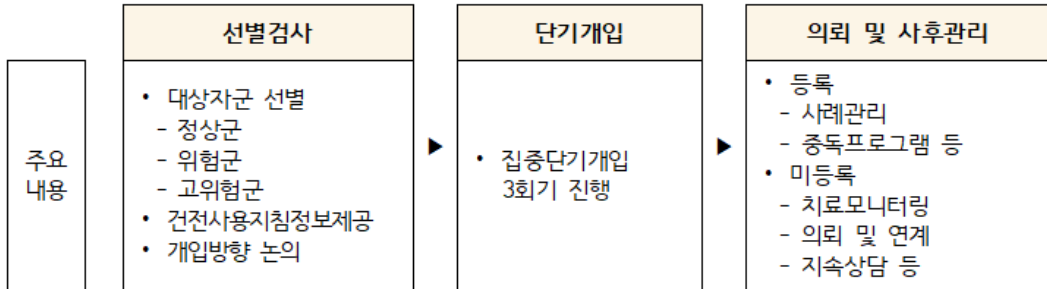 선별검사
단기개입
의뢰 및 사후관리
주요
내용
• 대상자군 선별
- 정상군
- 위험군
- 고위험군
• 건전사용지침정보제공
• 개입방향 논의
▶
• 집중단기개입
3회기 진행
▶
• 등록
- 사례관리
- 중독프로그램 등
• 미등록
- 치료모니터링
- 의뢰 및 연계
- 지속상담 등